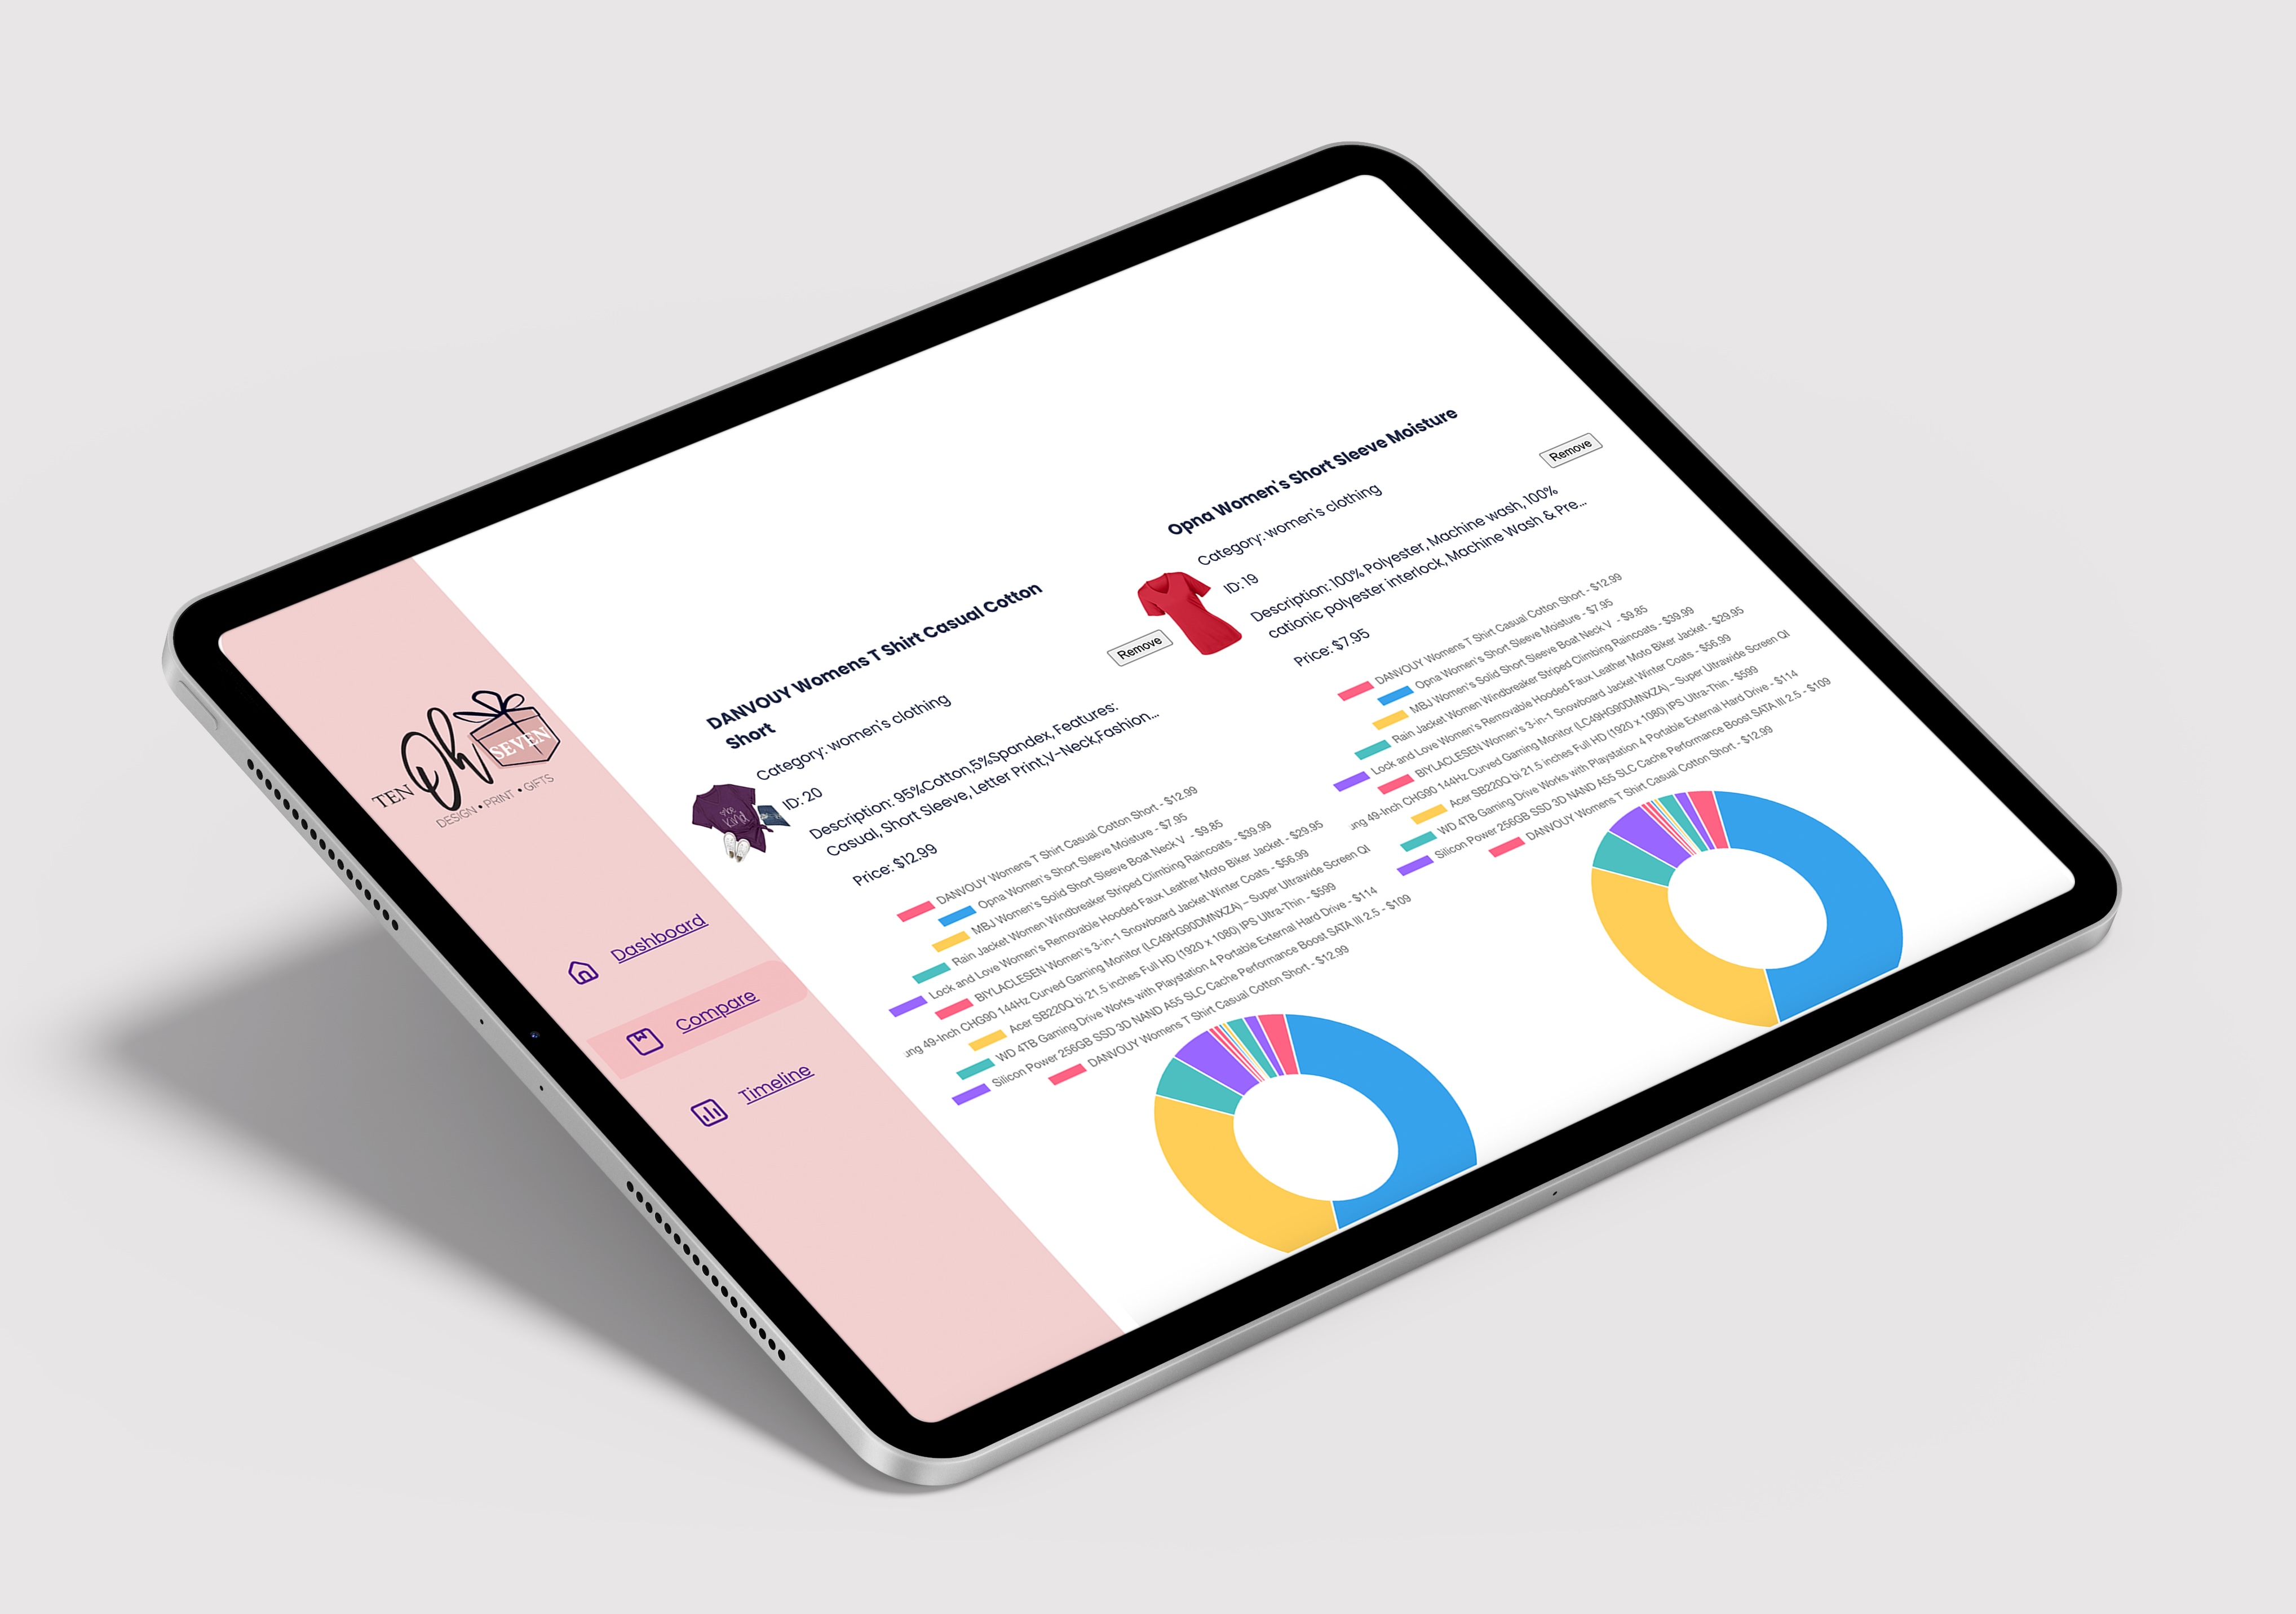 TEN Oh SEVEN
DESIGN • PRINT • GIFTS
Dashboard
Compare
Timeline
DANVOUY Womens T Shirt Casual Cotton
Short
Remove
Category: women's clothing
ID: 20
Description: 95%Cotton,5%Spandex, Features:
Casual, Short Sleeve, Letter Print,V-Neck,Fashion...
Price: $12.99
DANVOUY Womens T Shirt Casual Cotton Short - $12.99
Opna Women's Short Sleeve Moisture - $7.95
MBJ Women's Solid Short Sleeve Boat Neck V - $9.85
Rain Jacket Women Windbreaker Striped Climbing Raincoats - $39.99
Lock and Love Women's Removable Hooded Faux Leather Moto Biker Jacket - $29.95
BIYLACLESEN Women's 3-in-1 Snowboard Jacket Winter Coats - $56.99
ung 49-Inch CHG90 144Hz Curved Gaming Monitor (LC49HG90DMNXZA) – Super Ultrawide Screen Ql
Acer SB220Q bi 21.5 inches Full HD (1920 x 1080) IPS Ultra-Thin - $599
WD 4TB Gaming Drive Works with Playstation 4 Portable External Hard Drive - $114
Silicon Power 256GB SSD 3D NAND A55 SLC Cache Performance Boost SATA III 2.5 - $109
DANVOUY Womens T Shirt Casual Cotton Short - $12.99
Opna Women's Short Sleeve Moisture
Remove
Category: women's clothing
ID: 19
Description: 100% Polyester, Machine wash, 100%
cationic polyester interlock, Machine Wash & Pre...
Price: $7.95
DANVOUY Womens T Shirt Casual Cotton Short - $12.99
Opna Women's Short Sleeve Moisture - $7.95
MBJ Women's Solid Short Sleeve Boat Neck V - $9.85
Rain Jacket Women Windbreaker Striped Climbing Raincoats - $39.99
Lock and Love Women's Removable Hooded Faux Leather Moto Biker Jacket - $29.95
BIYLACLESEN Women's 3-in-1 Snowboard Jacket Winter Coats - $56.99
ung 49-Inch CHG90 144Hz Curved Gaming Monitor (LC49HG90DMNXZA) – Super Ultrawide Screen Ql
Acer SB220Q bi 21.5 inches Full HD (1920 x 1080) IPS Ultra-Thin - $599
WD 4TB Gaming Drive Works with Playstation 4 Portable External Hard Drive - $114
Silicon Power 256GB SSD 3D NAND A55 SLC Cache Performance Boost SATA III 2.5 - $109
DANVOUY Womens T Shirt Casual Cotton Short - $12.99